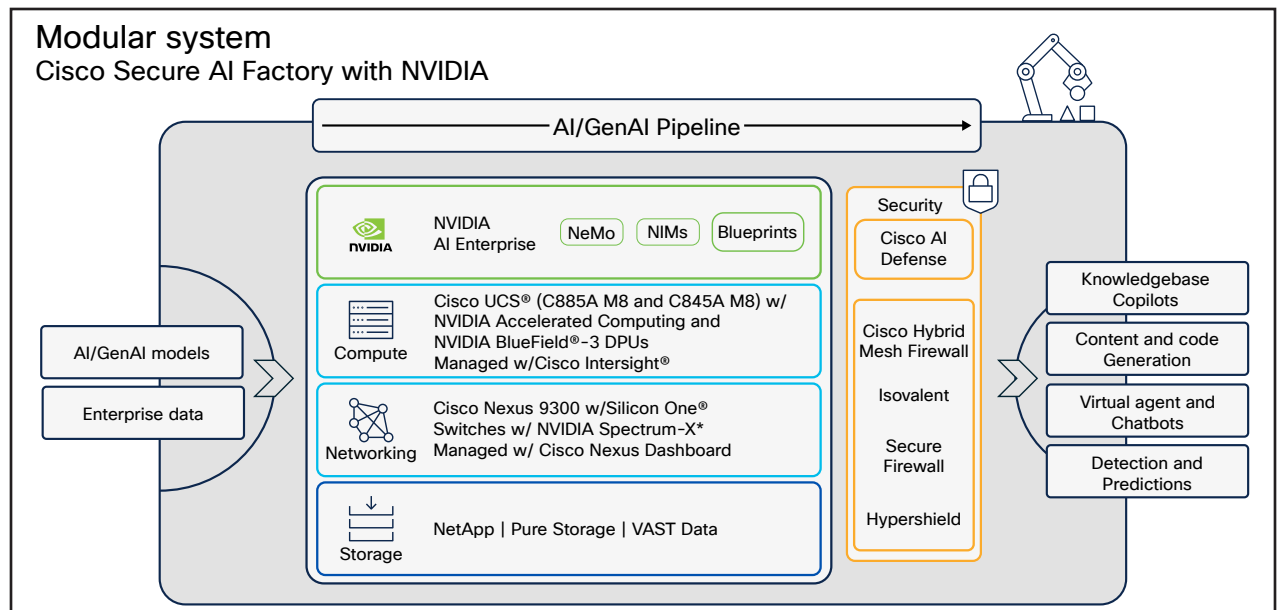 Modular system
Cisco Secure AI Factory with NVIDIA
AI/GenAI Pipeline
AI/GenAI models
Enterprise data
NVIDIA
NVIDIA
AI Enterprise
NeMo
NIMs
Blueprints
Compute
Cisco UCS® (C885A M8 and C845A M8) w/
NVIDIA Accelerated Computing and
NVIDIA BlueField®-3 DPUs
Managed w/Cisco Intersight®
Networking
Cisco Nexus 9300 w/Silicon One®
Switches w/ NVIDIA Spectrum-X*
Managed w/ Cisco Nexus Dashboard
Storage
NetApp | Pure Storage | VAST Data
Security
Cisco AI
Defense
Cisco Hybrid
Mesh Firewall
Isovalent
Secure
Firewall
Hypershield
Knowledgebase
Copilots
Content and code
Generation
Virtual agent and
Chatbots
Detection and
Predictions